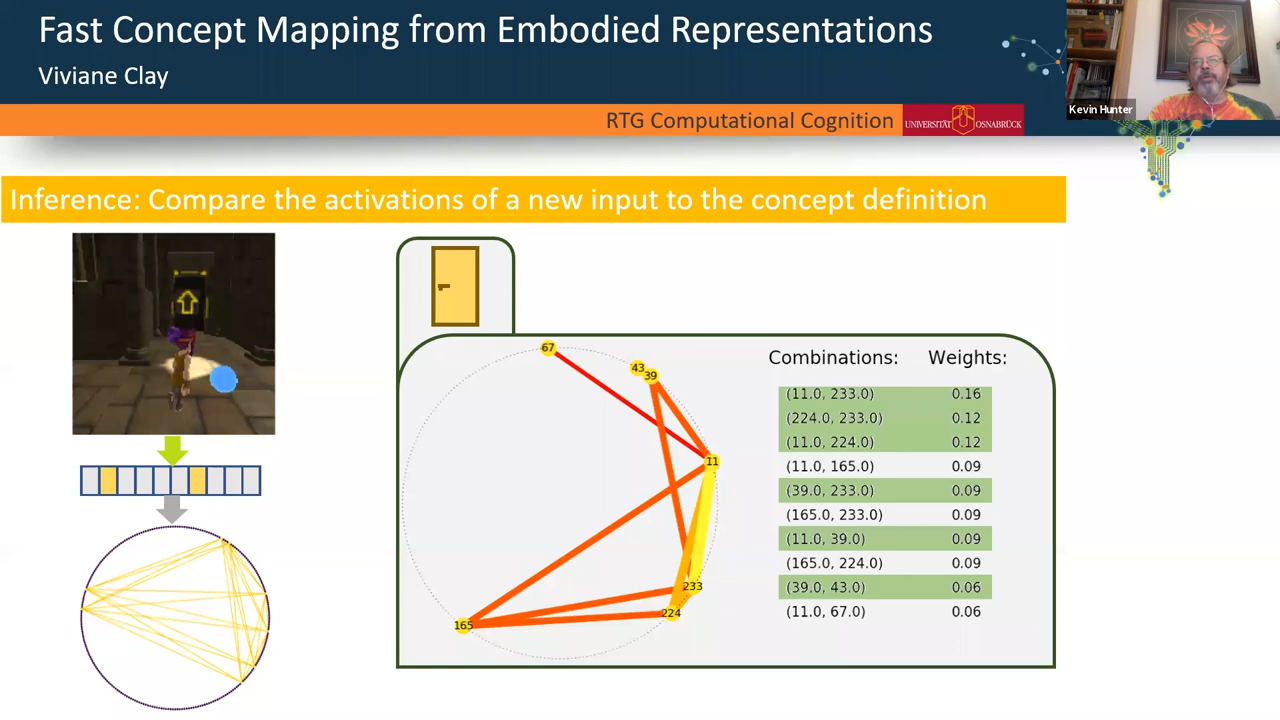 Fast Concept Mapping from Embodied Representations
Viviane Clay
Kevin Hunter
RTG Computational Cognition
UNIVERSITÄT OSNABRÜCK
Inference: Compare the activations of a new input to the concept definition
67
43
39
11
233
224
165
Combinations: Weights:
(11.0, 233.0) 0.16
(224.0, 233.0) 0.12
(11.0, 224.0) 0.12
(11.0, 165.0) 0.09
(39.0, 233.0) 0.09
(165.0, 233.0) 0.09
(11.0, 39.0) 0.09
(165.0, 224.0) 0.09
(39.0, 43.0) 0.06
(11.0, 67.0) 0.06